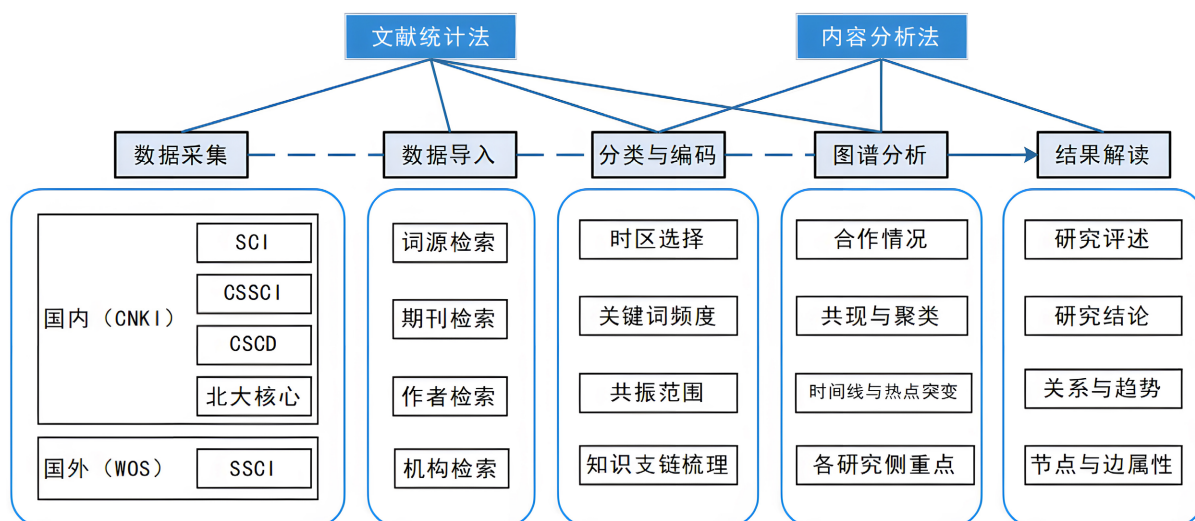 文献统计法
内容分析法
数据采集
数据导入
分类与编码
图谱分析
结果解读
国内（CNKI）
SCI
CSSCI
CSCD
北大核心
国外（WOS）
SSCI
词源检索
期刊检索
作者检索
机构检索
时区选择
关键词频度
共振范围
知识支链梳理
合作情况
共现与聚类
时间线与热点突变
各研究侧重点
研究评述
研究结论
关系与趋势
节点与边属性